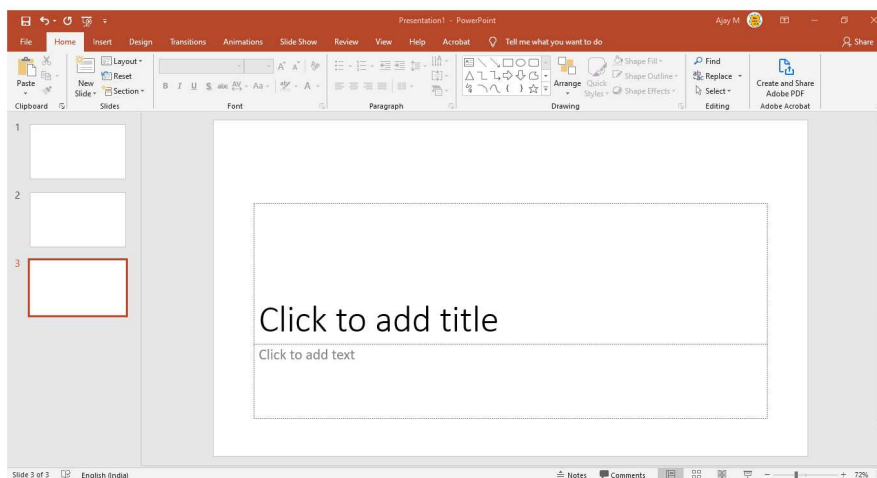 Presentation1 - PowerPoint
Ajay M
File Home Insert Design Transitions Animations Slide Show Review View Help Acrobat Tell me what you want to do Share
Paste
Clipboard
New Slide
Layout
Reset
Section
Slides
B I U S abc AV Aa A
Font
Paragraph
Arrange
Quick Styles
Shape Fill
Shape Outline
Shape Effects
Drawing
Find
Replace
Select
Editing
Create and Share
Adobe PDF
Adobe Acrobat
1
2
3
Click to add title
Click to add text
Slide 3 of 3 English (India) Notes Comments 72%